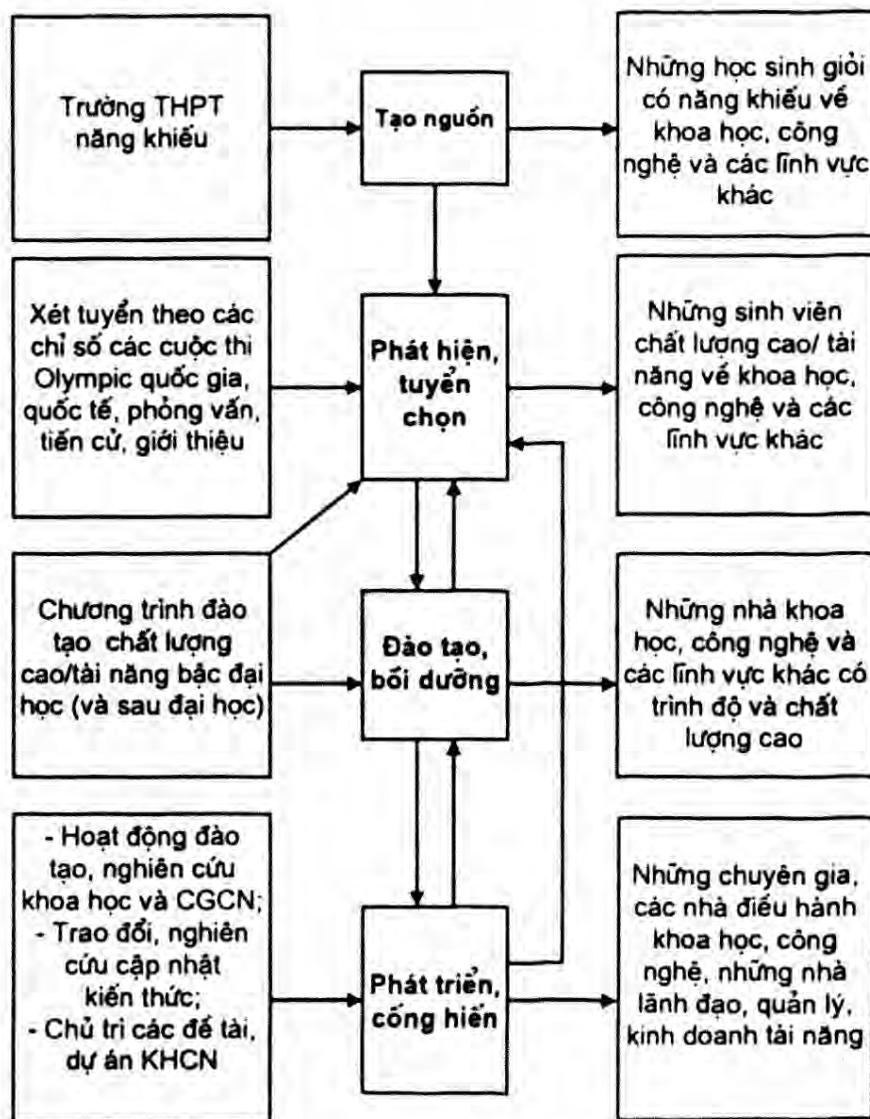 Trường THPT
năng khiếu
Tạo nguồn
Những học sinh giỏi
có năng khiếu về
khoa học, công
nghệ và các lĩnh vực
khác
Xét tuyển theo các
chỉ số các cuộc thi
Olympic quốc gia,
quốc tế, phỏng vấn,
tiến cử, giới thiệu
Phát hiện,
tuyển
chọn
Những sinh viên
chất lượng cao/ tài
năng về khoa học,
công nghệ và các
lĩnh vực khác
Chương trình đào
tạo chất lượng
cao/tài năng bậc đại
học (và sau đại học)
Đào tạo,
bồi dưỡng
Những nhà khoa
học, công nghệ và
các lĩnh vực khác có
trình độ và chất
lượng cao
- Hoạt động đào
tạo, nghiên cứu
khoa học và CGCN;
- Trao đổi, nghiên
cứu cập nhật
kiến thức;
- Chủ trì các đề tài,
dự án KHCN
Phát triển,
cống hiến
Những chuyên gia,
các nhà điều hành
khoa học, công
nghệ, những nhà
lãnh đạo, quản lý,
kinh doanh tài năng